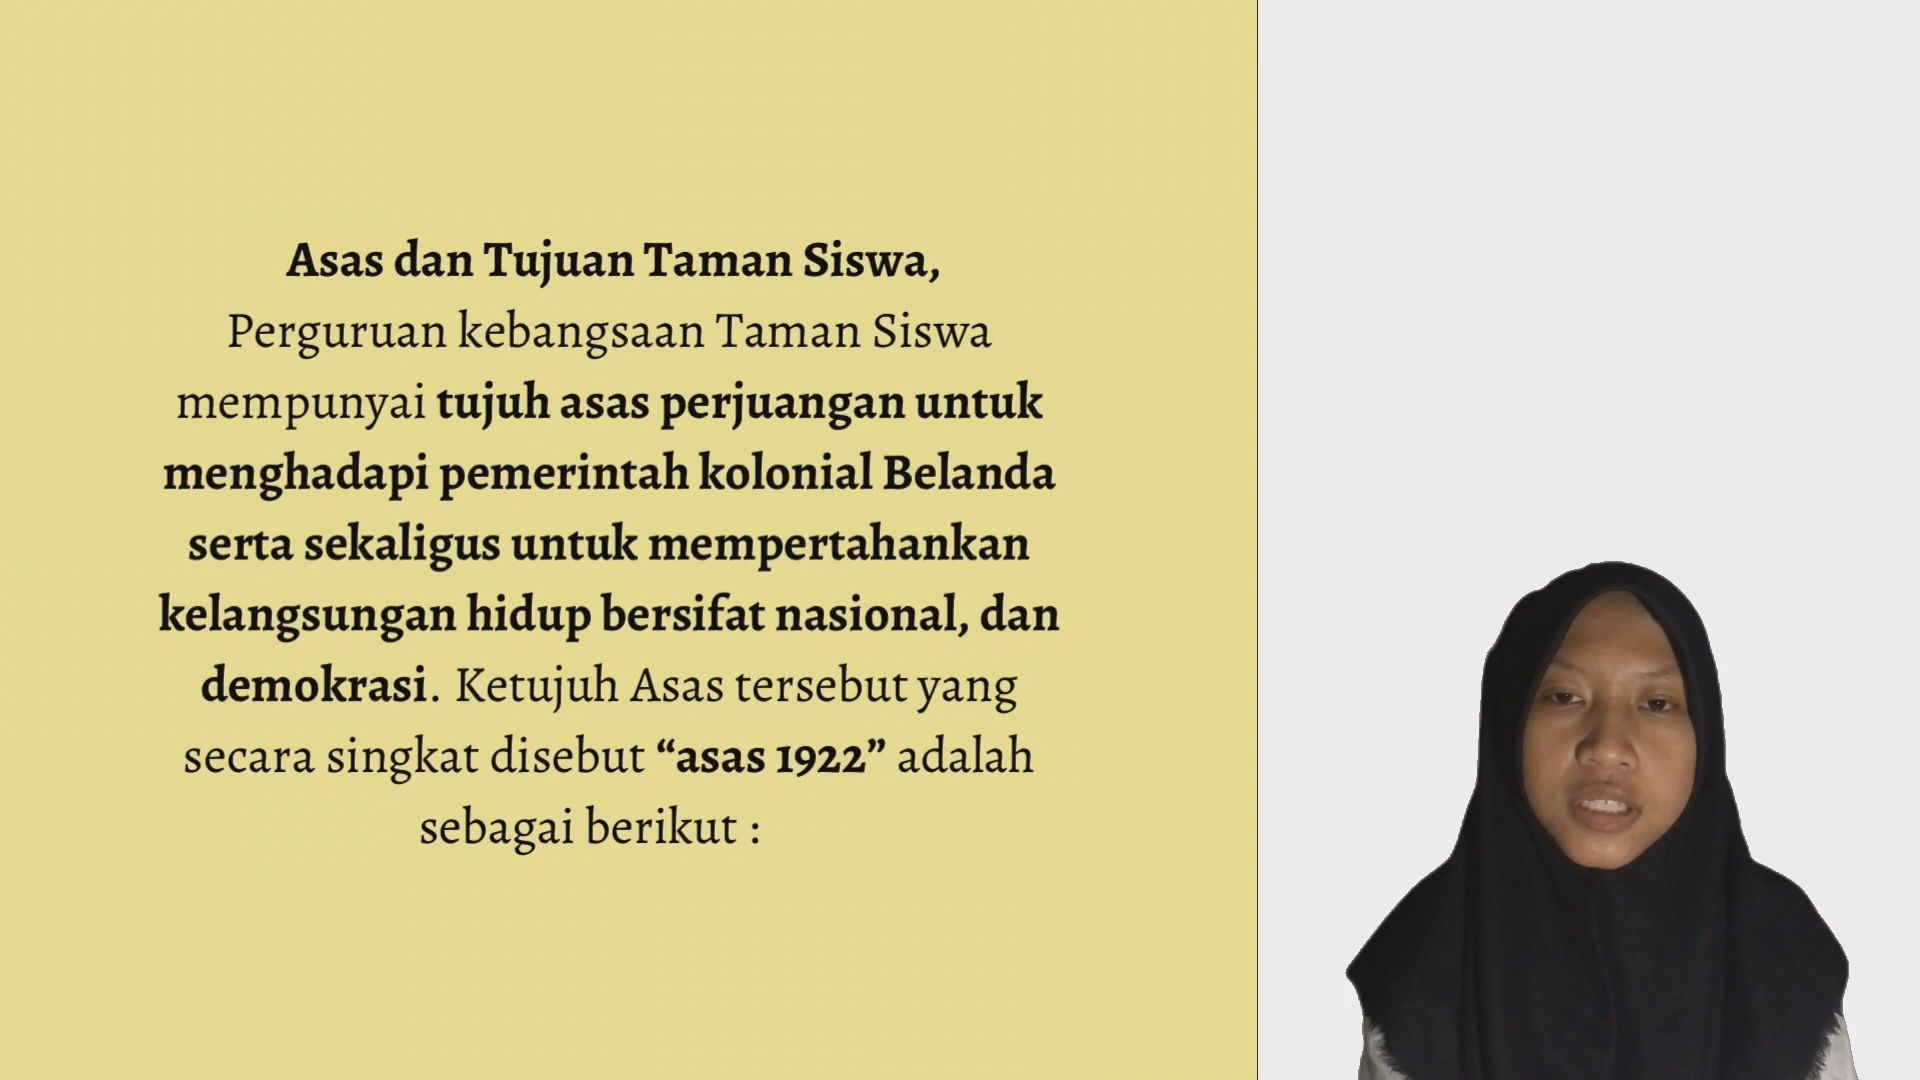 Asas dan Tujuan Taman Siswa,
Perguruan kebangsaan Taman Siswa
mempunyai tujuh asas perjuangan untuk
menghadapi pemerintah kolonial Belanda
serta sekaligus untuk mempertahankan
kelangsungan hidup bersifat nasional, dan
demokrasi. Ketujuh Asas tersebut yang
secara singkat disebut “asas 1922” adalah
sebagai berikut :